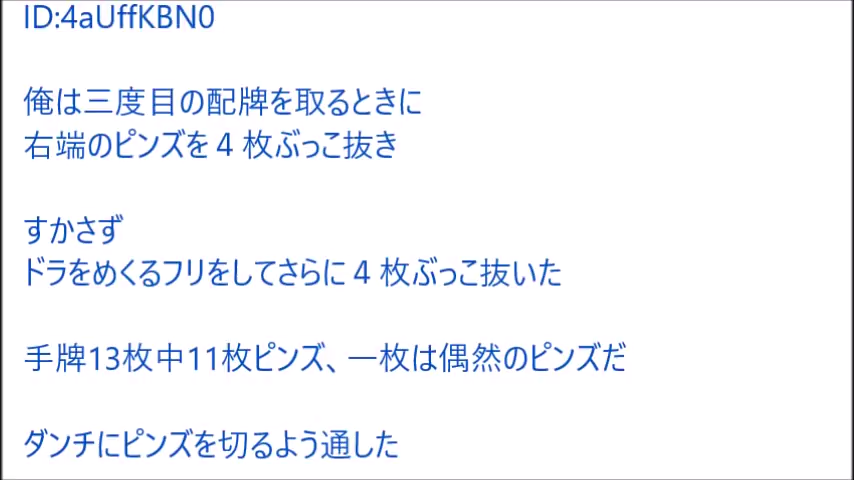 ID:4aUffKBN0
俺は三度目の配牌を取るときに
右端のピンズを４枚ぶっこ抜き
すかさず
ドラをめくるフリをしてさらに４枚ぶっこ抜いた
手牌13枚中11枚ピンズ、一枚は偶然のピンズだ
ダンチにピンズを切るよう通した